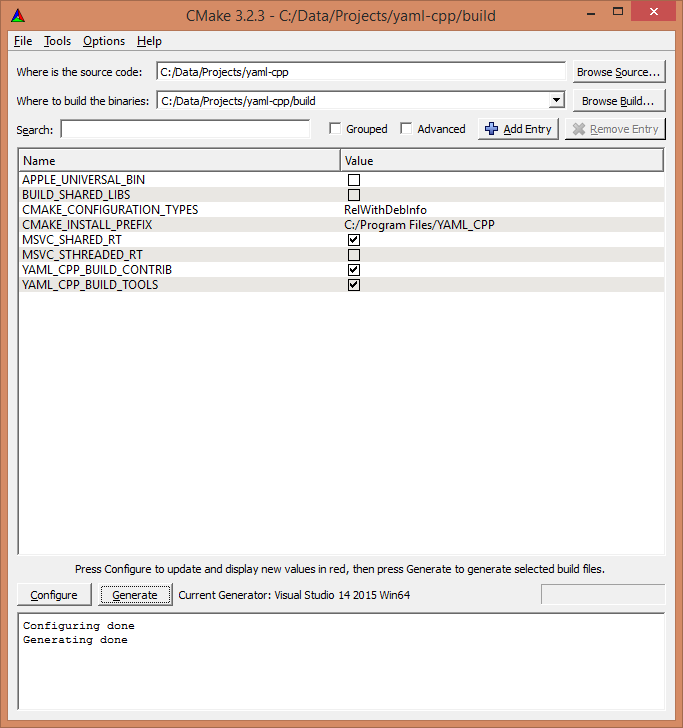 CMake 3.2.3 - C:/Data/Projects/yaml-cpp/build
File Tools Options Help
Where is the source code: C:/Data/Projects/yaml-cpp Browse Source...
Where to build the binaries: C:/Data/Projects/yaml-cpp/build Browse Build...
Search: Grouped Advanced Add Entry Remove Entry
Name Value
APPLE_UNIVERSAL_BIN
BUILD_SHARED_LIBS
CMAKE_CONFIGURATION_TYPES RelWithDebInfo
CMAKE_INSTALL_PREFIX C:/Program Files/YAML_CPP
MSVC_SHARED_RT
MSVC_STHREADED_RT
YAML_CPP_BUILD_CONTRIB
YAML_CPP_BUILD_TOOLS
Press Configure to update and display new values in red, then press Generate to generate selected build files.
Configure Generate Current Generator: Visual Studio 14 2015 Win64
Configuring done
Generating done